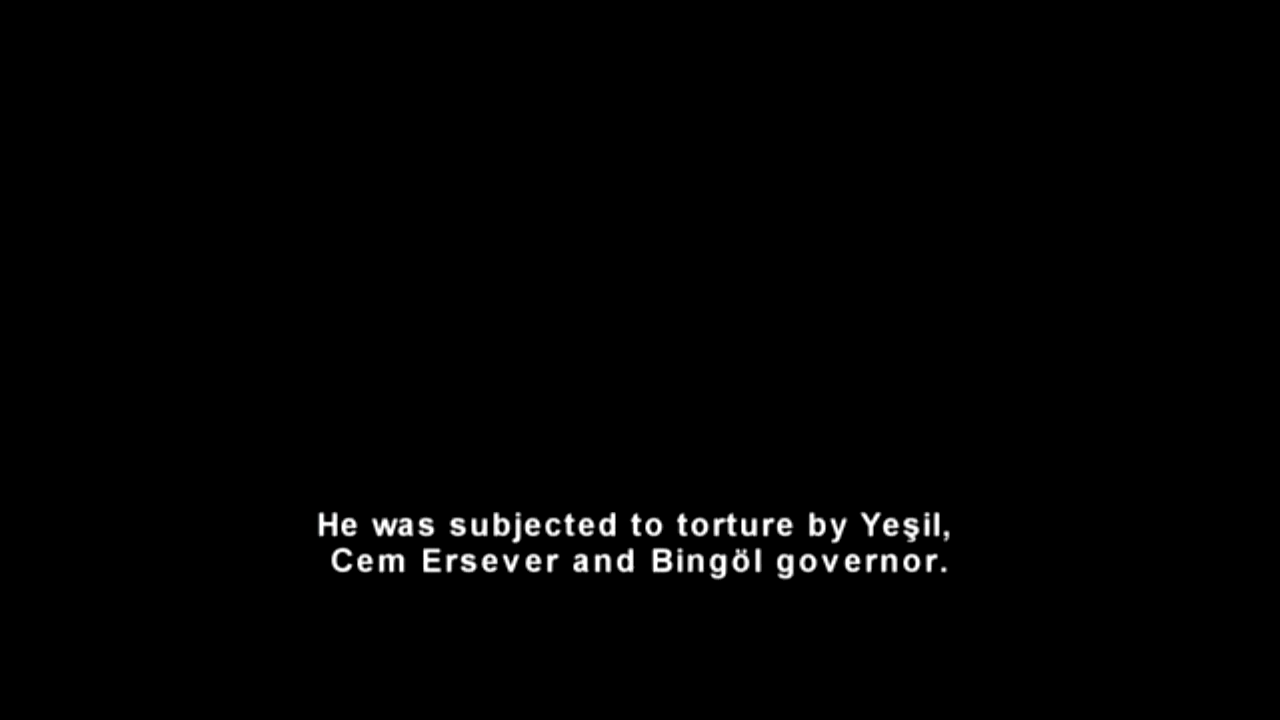 He was subjected to torture by Yeşil,
Cem Ersever and Bingöl governor.